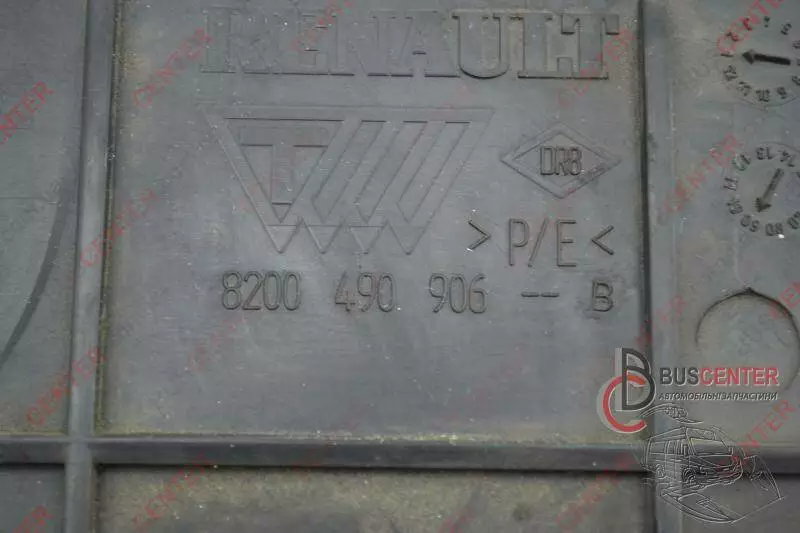 RENAULT
DR8
>P/E<
8200 490 906 -- B
BUSCENTER
АВТОМОБІЛЬНІ ЗАПЧАСТИНИ